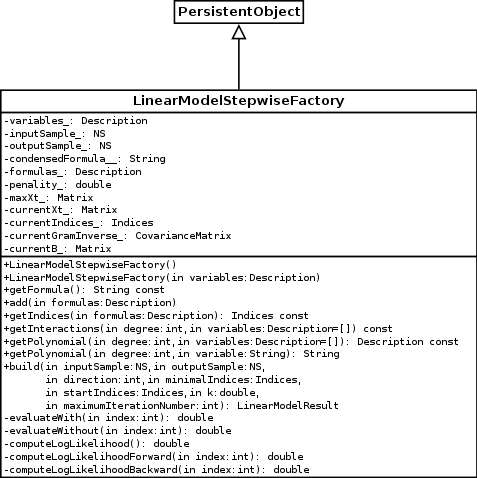 PersistentObject
LinearModelStepwiseFactory
-variables_: Description
-inputSample_: NS
-outputSample_: NS
-condensedFormula__: String
-formulas_: Description
-penality_: double
-maxXt_: Matrix
-currentXt_: Matrix
-currentIndices_: Indices
-currentGramInverse_: CovarianceMatrix
-currentB_: Matrix
+LinearModelStepwiseFactory()
+LinearModelStepwiseFactory(in variables:Description)
+getFormula(): String const
+add(in formulas:Description)
+getIndices(in formulas:Description): Indices const
+getInteractions(in degree:int,in variables:Description=[]) const
+getPolynomial(in degree:int,in variables:Description=[]): Description const
+getPolynomial(in degree:int,in variable:String): String
+build(in inputSample:NS,in outputSample:NS,
in direction:int,in minimalIndices:Indices,
in startIndices:Indices,in k:double,
in maximumIterationNumber:int): LinearModelResult
-evaluateWith(in index:int): double
-evaluateWithout(in index:int): double
-computeLogLikelihood(): double
-computeLogLikelihoodForward(in index:int): double
-computeLogLikelihoodBackward(in index:int): double